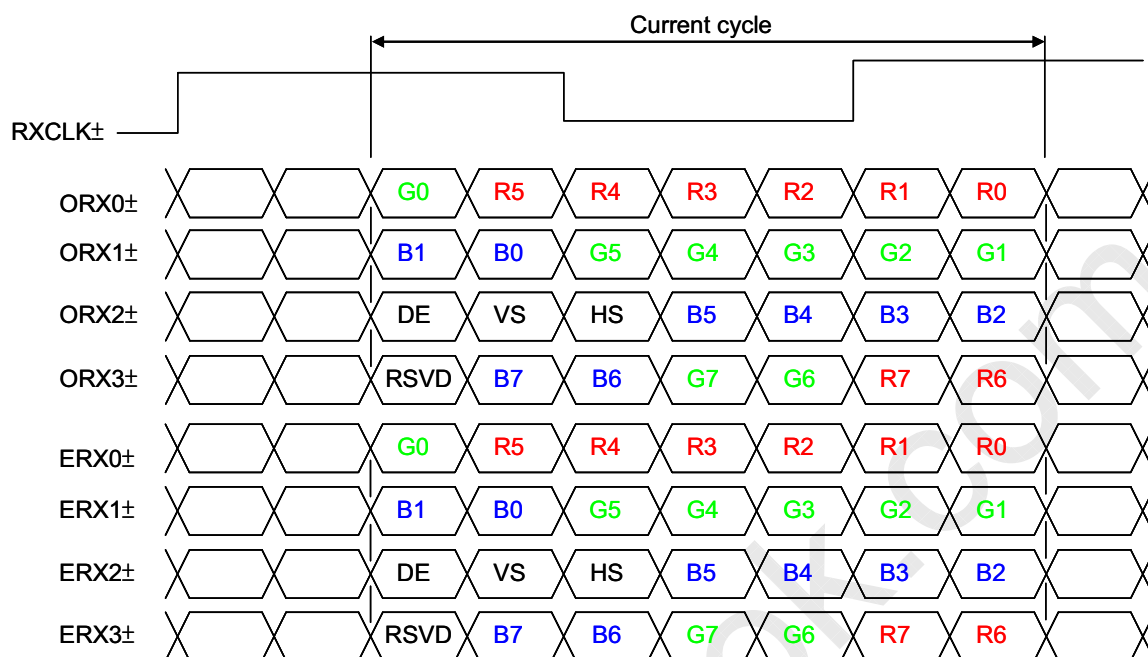 Current cycle
RXCLK±
ORX0± G0 R5 R4 R3 R2 R1 R0
ORX1± B1 B0 G5 G4 G3 G2 G1
ORX2± DE VS HS B5 B4 B3 B2
ORX3± RSVD B7 B6 G7 G6 R7 R6
ERX0± G0 R5 R4 R3 R2 R1 R0
ERX1± B1 B0 G5 G4 G3 G2 G1
ERX2± DE VS HS B5 B4 B3 B2
ERX3± RSVD B7 B6 G7 G6 R7 R6
ok.com